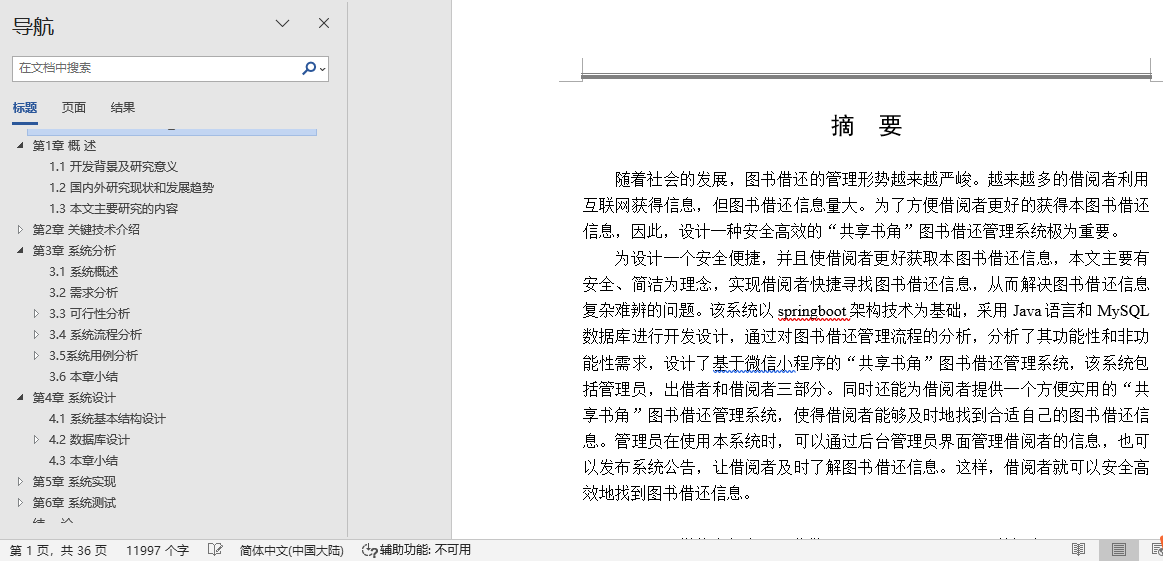 导航
在文档中搜索
标题 页面 结果
第1章 概 述
1.1 开发背景及研究意义
1.2 国内外研究现状和发展趋势
1.3 本文主要研究的内容
第2章 关键技术介绍
第3章 系统分析
3.1 系统概述
3.2 需求分析
3.3 可行性分析
3.4 系统流程分析
3.5系统用例分析
3.6 本章小结
第4章 系统设计
4.1 系统基本结构设计
4.2 数据库设计
4.3 本章小结
第5章 系统实现
第6章 系统测试
摘 要
随着社会的发展，图书借还的管理形势越来越严峻。越来越多的借阅者利用
互联网获得信息，但图书借还信息量大。为了方便借阅者更好的获得本图书借还
信息，因此，设计一种安全高效的“共享书角”图书借还管理系统极为重要。
为设计一个安全便捷，并且使借阅者更好获取本图书借还信息，本文主要有
安全、简洁为理念，实现借阅者快捷寻找图书借还信息，从而解决图书借还信息
复杂难辨的问题。该系统以 springboot 架构技术为基础，采用 Java 语言和 MySQL
数据库进行开发设计，通过对图书借还管理流程的分析，分析了其功能性和非功
能性需求，设计了基于微信小程序的“共享书角”图书借还管理系统，该系统包
括管理员，出借者和借阅者三部分。同时还能为借阅者提供一个方便实用的“共
享书角”图书借还管理系统，使得借阅者能够及时地找到合适自己的图书借还信
息。管理员在使用本系统时，可以通过后台管理员界面管理借阅者的信息，也可
以发布系统公告，让借阅者及时了解图书借还信息。这样，借阅者就可以安全高
效地找到图书借还信息。
第 1 页，共 36 页 11997 个字 简体中文(中国大陆) 辅助功能: 不可用